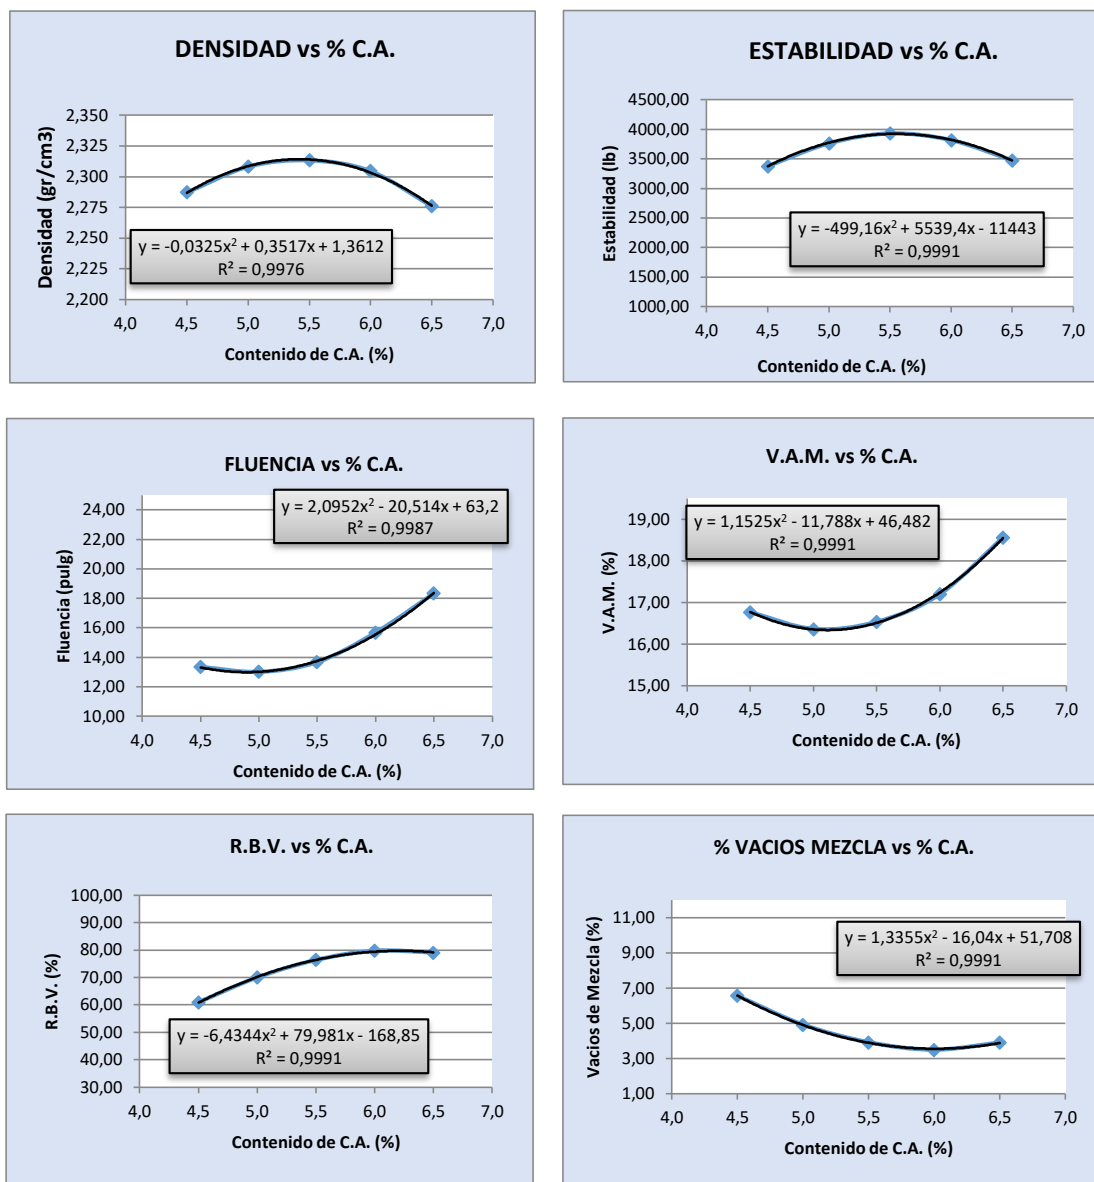 DENSIDAD vs % C.A.
2,350
2,325
2,300
2,275
2,250
2,225
2,200
Densidad (gr/cm3)
y = -0,0325x² + 0,3517x + 1,3612
R² = 0,9976
4,0 4,5 5,0 5,5 6,0 6,5 7,0
Contenido de C.A. (%)
ESTABILIDAD vs % C.A.
4500,00
4000,00
3500,00
3000,00
2500,00
2000,00
1500,00
1000,00
Estabilidad (lb)
y = -499,16x² + 5539,4x - 11443
R² = 0,9991
4,0 4,5 5,0 5,5 6,0 6,5 7,0
Contenido de C.A. (%)
FLUENCIA vs % C.A.
y = 2,0952x² - 20,514x + 63,2
R² = 0,9987
24,00
22,00
20,00
18,00
16,00
14,00
12,00
10,00
Fluencia (pulg)
4,0 4,5 5,0 5,5 6,0 6,5 7,0
Contenido de C.A. (%)
V.A.M. vs % C.A.
y = 1,1525x² - 11,788x + 46,482
R² = 0,9991
19,00
18,00
17,00
16,00
15,00
V.A.M. (%)
4,0 4,5 5,0 5,5 6,0 6,5 7,0
Contenido de C.A. (%)
R.B.V. vs % C.A.
100,00
90,00
80,00
70,00
60,00
50,00
40,00
30,00
R.B.V. (%)
y = -6,4344x² + 79,981x - 168,85
R² = 0,9991
4,0 4,5 5,0 5,5 6,0 6,5 7,0
Contenido de C.A. (%)
% VACIOS MEZCLA vs % C.A.
11,00
9,00
7,00
5,00
3,00
1,00
Vacios de Mezcla (%)
y = 1,3355x² - 16,04x + 51,708
R² = 0,9991
4,0 4,5 5,0 5,5 6,0 6,5 7,0
Contenido de C.A. (%)